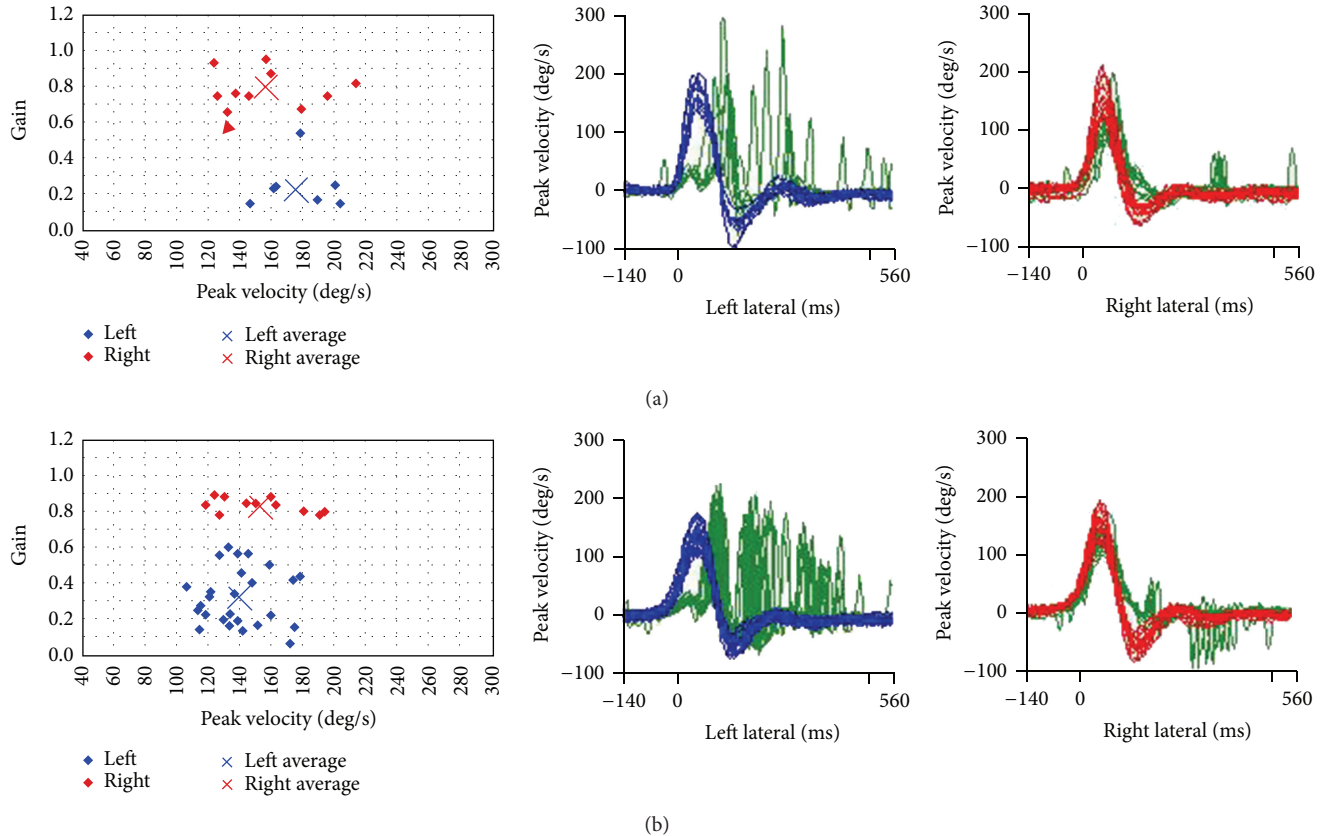 1.2
1.0
0.8
0.6
0.4
0.2
0.0
Gain
40 60 80 100 120 140 160 180 200 220 240 260 280 300
Peak velocity (deg/s)
Left
Right
Left average
Right average
300
200
100
0
−100
Peak velocity (deg/s)
−140 0 560
Left lateral (ms)
300
200
100
0
−100
Peak velocity (deg/s)
−140 0 560
Right lateral (ms)
(a)
1.2
1.0
0.8
0.6
0.4
0.2
0.0
Gain
40 60 80 100 120 140 160 180 200 220 240 260 280 300
Peak velocity (deg/s)
Left
Right
Left average
Right average
300
200
100
0
−100
Peak velocity (deg/s)
−140 0 560
Left lateral (ms)
300
200
100
0
−100
Peak velocity (deg/s)
−140 0 560
Right lateral (ms)
(b)